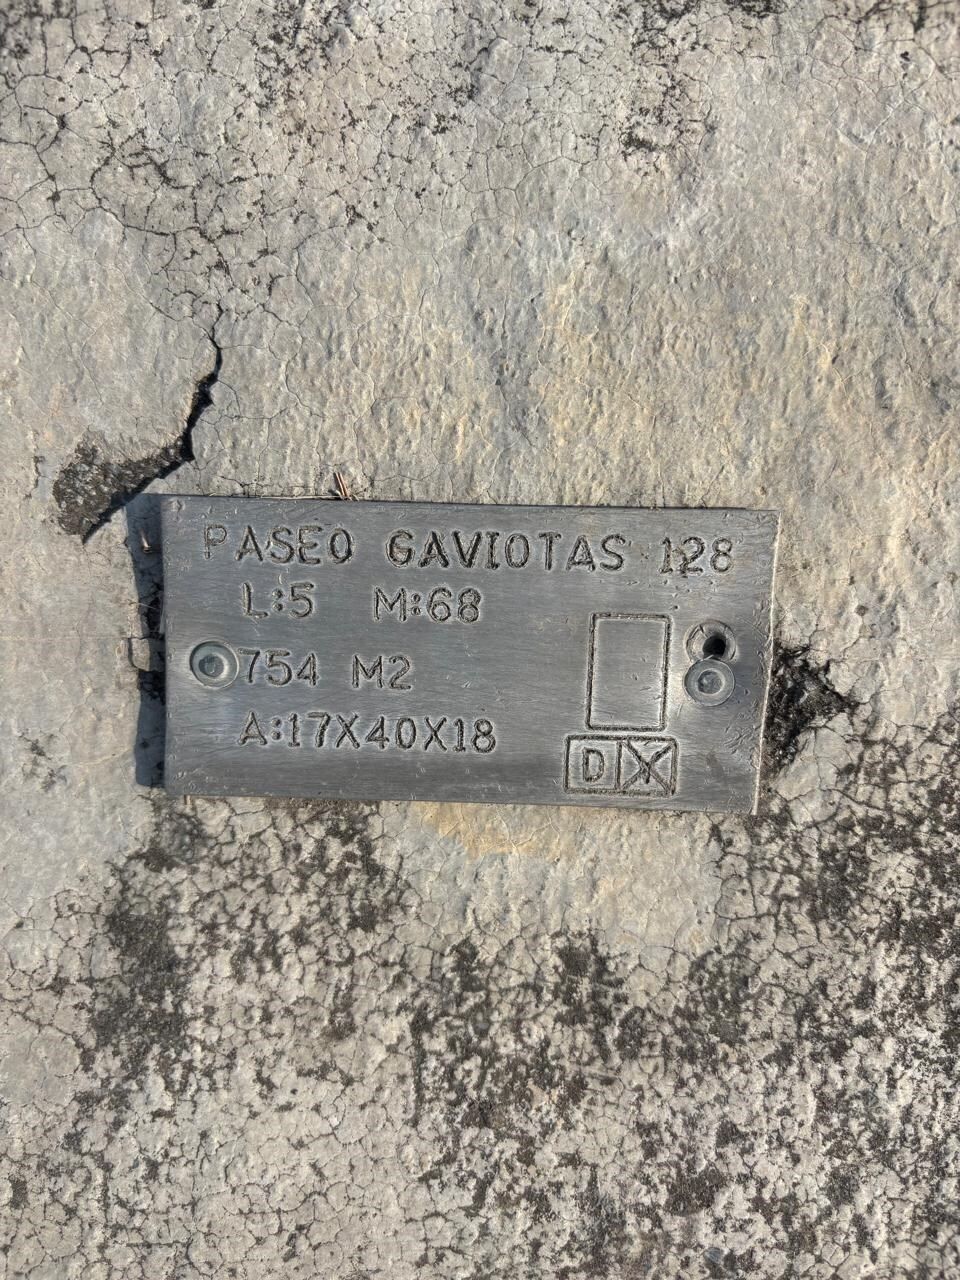 PASEO GAVIOTAS 128
L:5 M:68
754 M2
A:17X40X18
D X